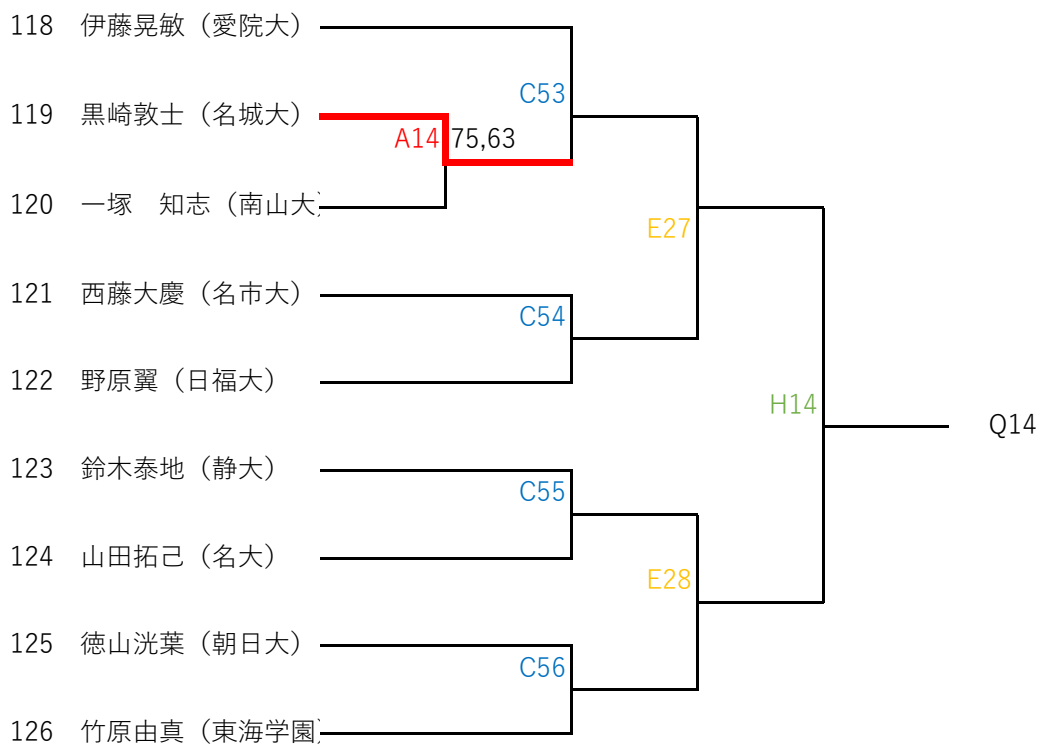 118 伊藤晃敏（愛院大）
C53
119 黒崎敦士（名城大）
A14 75,63
120 一塚　知志（南山大）
E27
121 西藤大慶（名市大）
C54
122 野原翼（日福大）
H14
Q14
123 鈴木泰地（静大）
C55
124 山田拓己（名大）
E28
125 徳山洸葉（朝日大）
C56
126 竹原由真（東海学園）